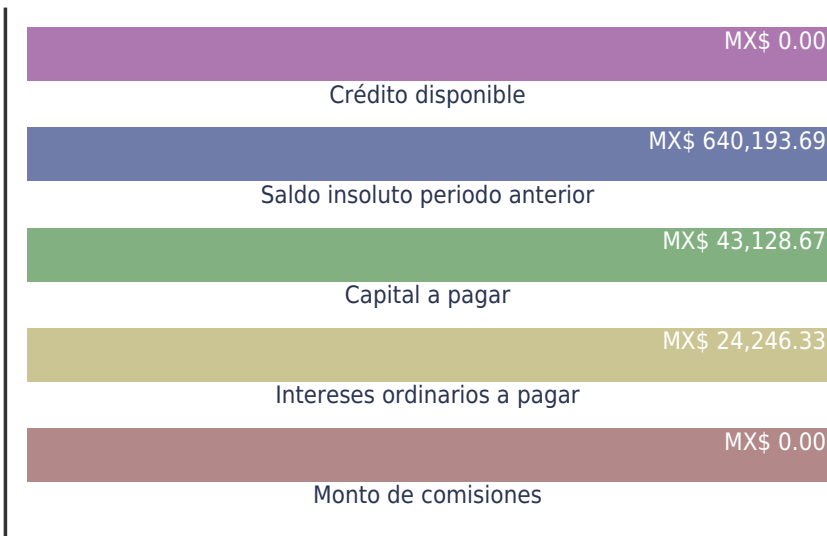 MX$ 0.00
Crédito disponible
MX$ 640,193.69
Saldo insoluto periodo anterior
MX$ 43,128.67
Capital a pagar
MX$ 24,246.33
Intereses ordinarios a pagar
MX$ 0.00
Monto de comisiones